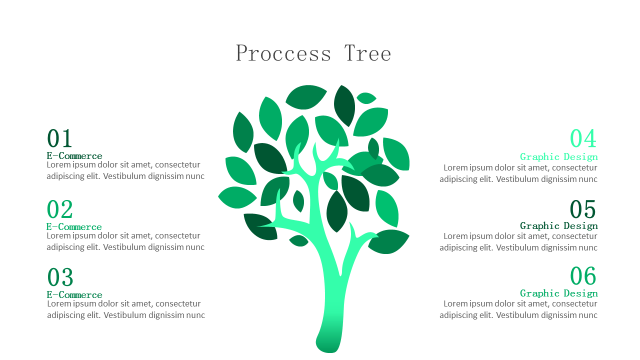 Proccess Tree
01
E-Commerce
Lorem ipsum dolor sit amet, consectetur
adipiscing elit. Vestibulum dignissim nunc
02
E-Commerce
Lorem ipsum dolor sit amet, consectetur
adipiscing elit. Vestibulum dignissim nunc
03
E-Commerce
Lorem ipsum dolor sit amet, consectetur
adipiscing elit. Vestibulum dignissim nunc
04
Graphic Design
Lorem ipsum dolor sit amet, consectetur
adipiscing elit. Vestibulum dignissim nunc
05
Graphic Design
Lorem ipsum dolor sit amet, consectetur
adipiscing elit. Vestibulum dignissim nunc
06
Graphic Design
Lorem ipsum dolor sit amet, consectetur
adipiscing elit. Vestibulum dignissim nunc